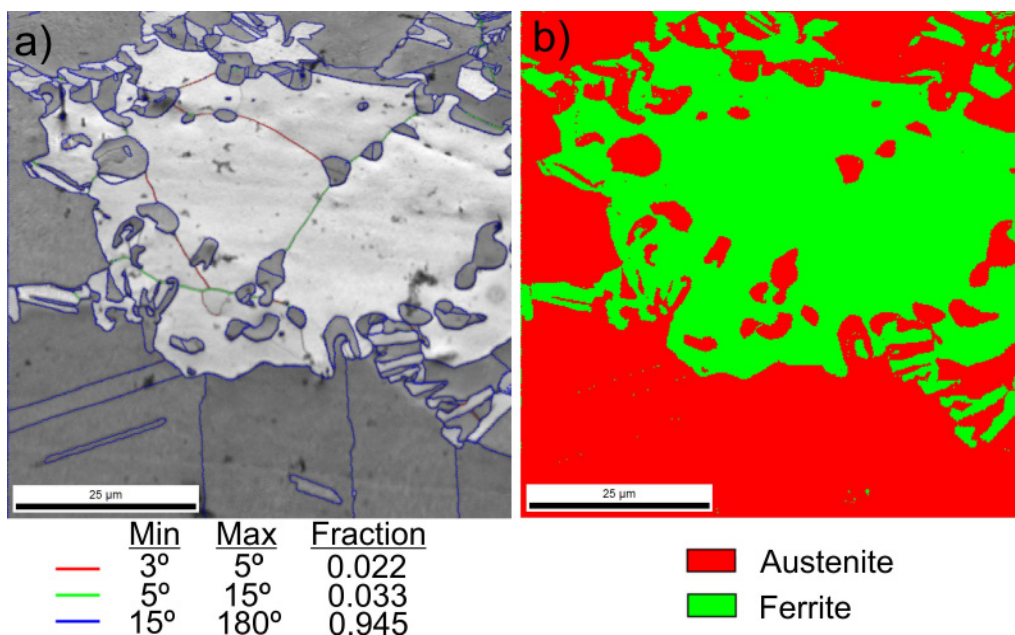 a)
b)
25 µm
25 µm
Min Max Fraction
3º 5º 0.022
5º 15º 0.033
15º 180º 0.945
Austenite
Ferrite